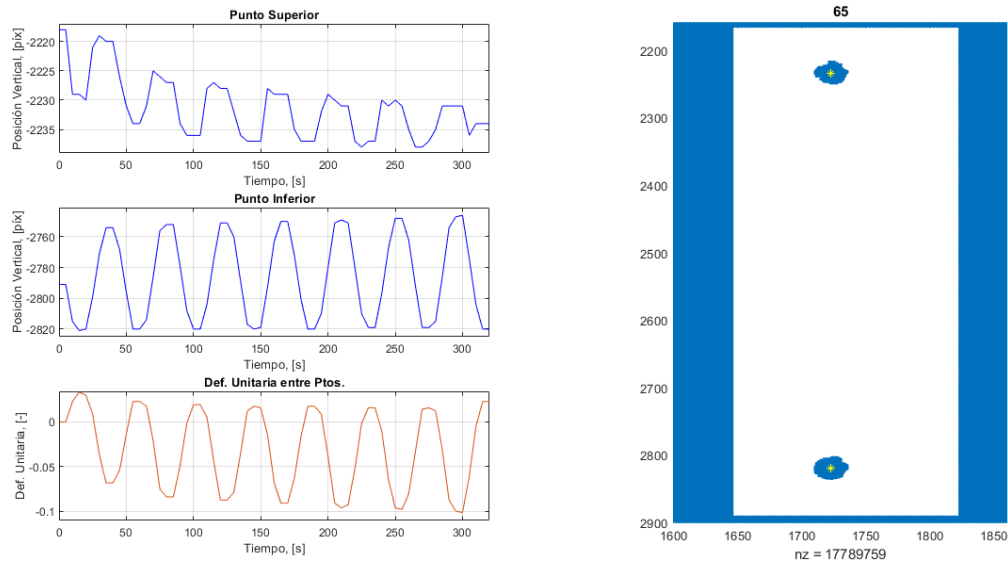 Punto Superior
Posición Vertical, [píx]
-2220
-2225
-2230
-2235
0 50 100 150 200 250 300
Tiempo, [s]
Punto Inferior
Posición Vertical, [píx]
-2760
-2780
-2800
-2820
0 50 100 150 200 250 300
Tiempo, [s]
Def. Unitaria entre Ptos.
Def. Unitaria, [-]
0
-0.05
-0.1
0 50 100 150 200 250 300
Tiempo, [s]
65
2200
2300
2400
2500
2600
2700
2800
2900
1600 1700 1750 1800 1850
nz = 17789759